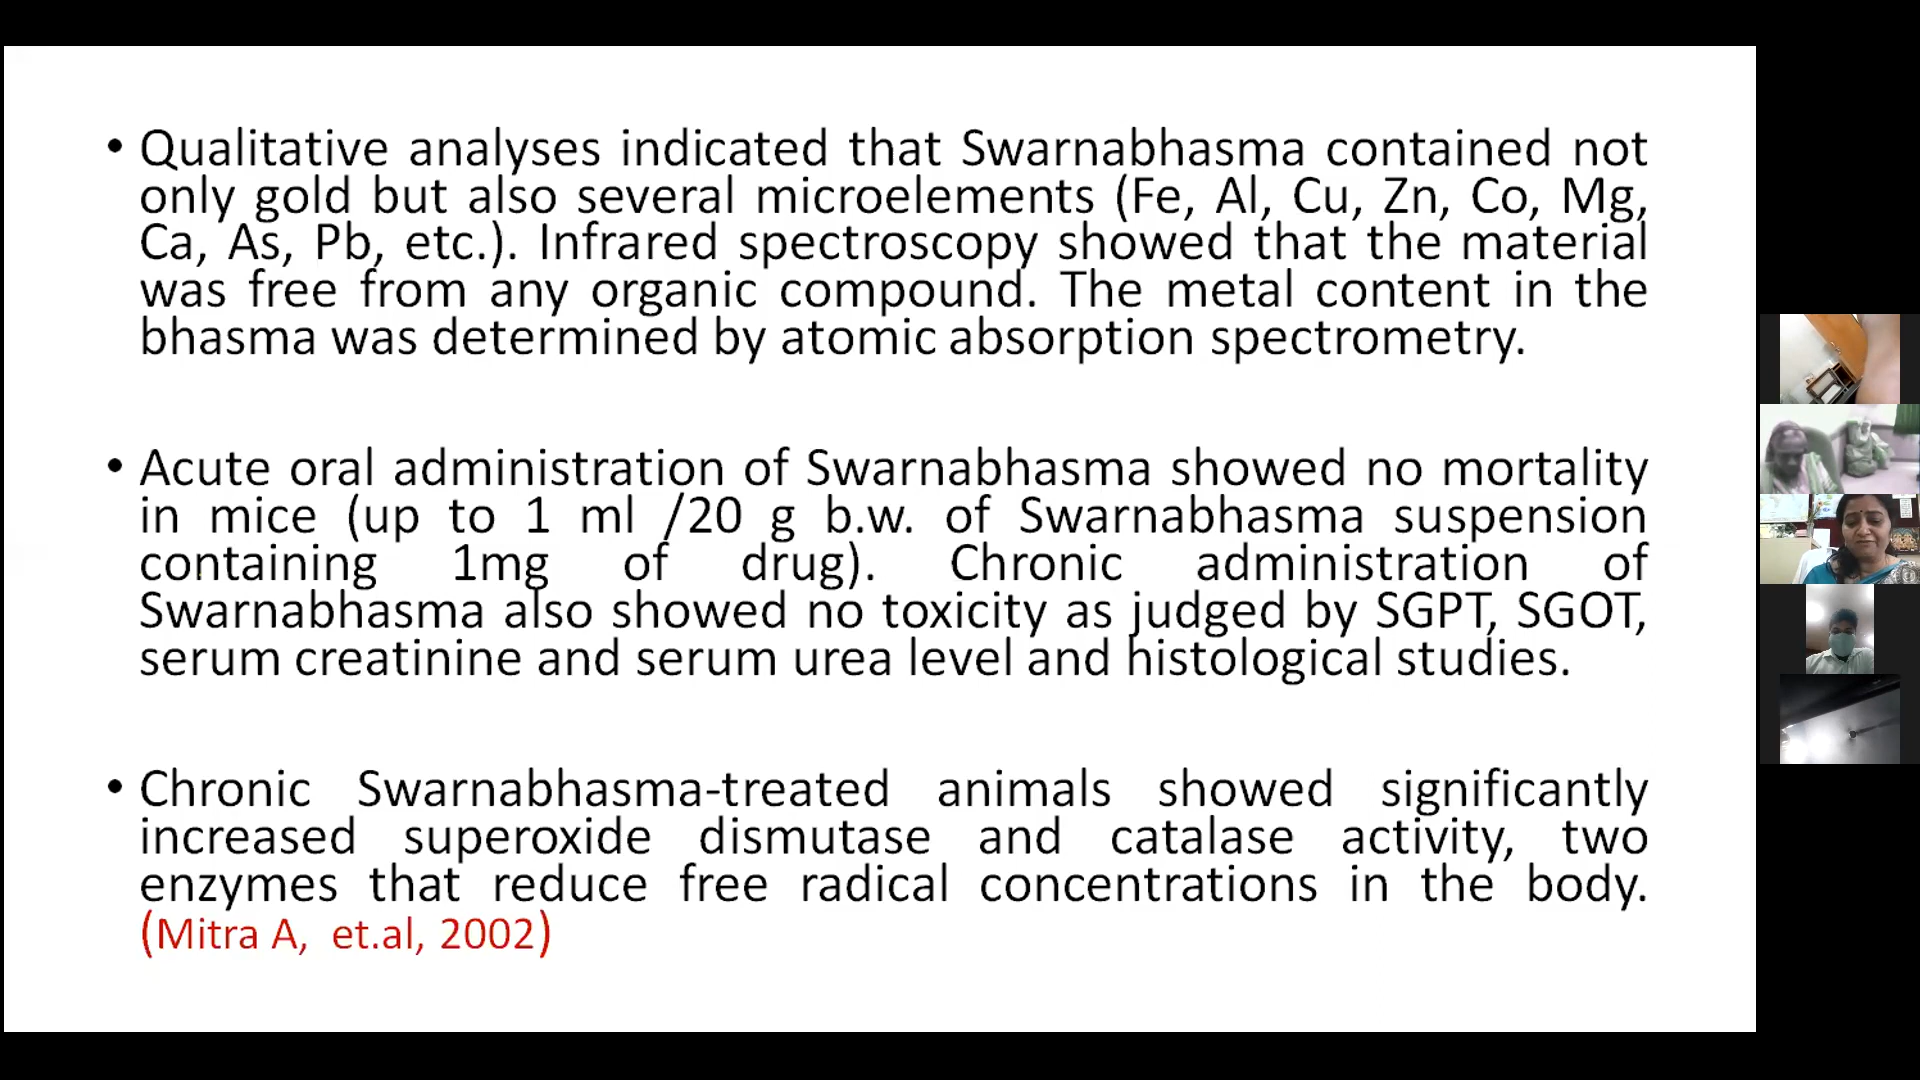 • Qualitative analyses indicated that Swarnabhasma contained not
only gold but also several microelements (Fe, Al, Cu, Zn, Co, Mg,
Ca, As, Pb, etc.). Infrared spectroscopy showed that the material
was free from any organic compound. The metal content in the
bhasma was determined by atomic absorption spectrometry.
• Acute oral administration of Swarnabhasma showed no mortality
in mice (up to 1 ml /20 g b.w. of Swarnabhasma suspension
containing 1mg of drug). Chronic administration of
Swarnabhasma also showed no toxicity as judged by SGPT, SGOT,
serum creatinine and serum urea level and histological studies.
• Chronic Swarnabhasma-treated animals showed significantly
increased superoxide dismutase and catalase activity, two
enzymes that reduce free radical concentrations in the body.
(Mitra A, et.al, 2002)